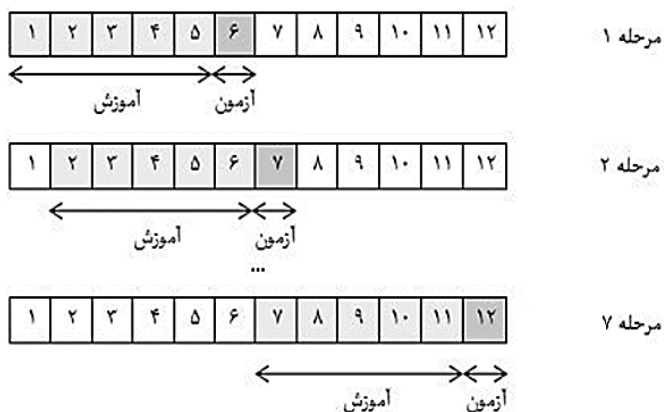 مرحله ۱
۱ ۲ ۳ ۴ ۵ ۶ ۷ ۸ ۹ ۱۰ ۱۱ ۱۲
آموزش آزمون
مرحله ۲
۱ ۲ ۳ ۴ ۵ ۶ ۷ ۸ ۹ ۱۰ ۱۱ ۱۲
آموزش آزمون
...
مرحله ۷
۱ ۲ ۳ ۴ ۵ ۶ ۷ ۸ ۹ ۱۰ ۱۱ ۱۲
آموزش آزمون